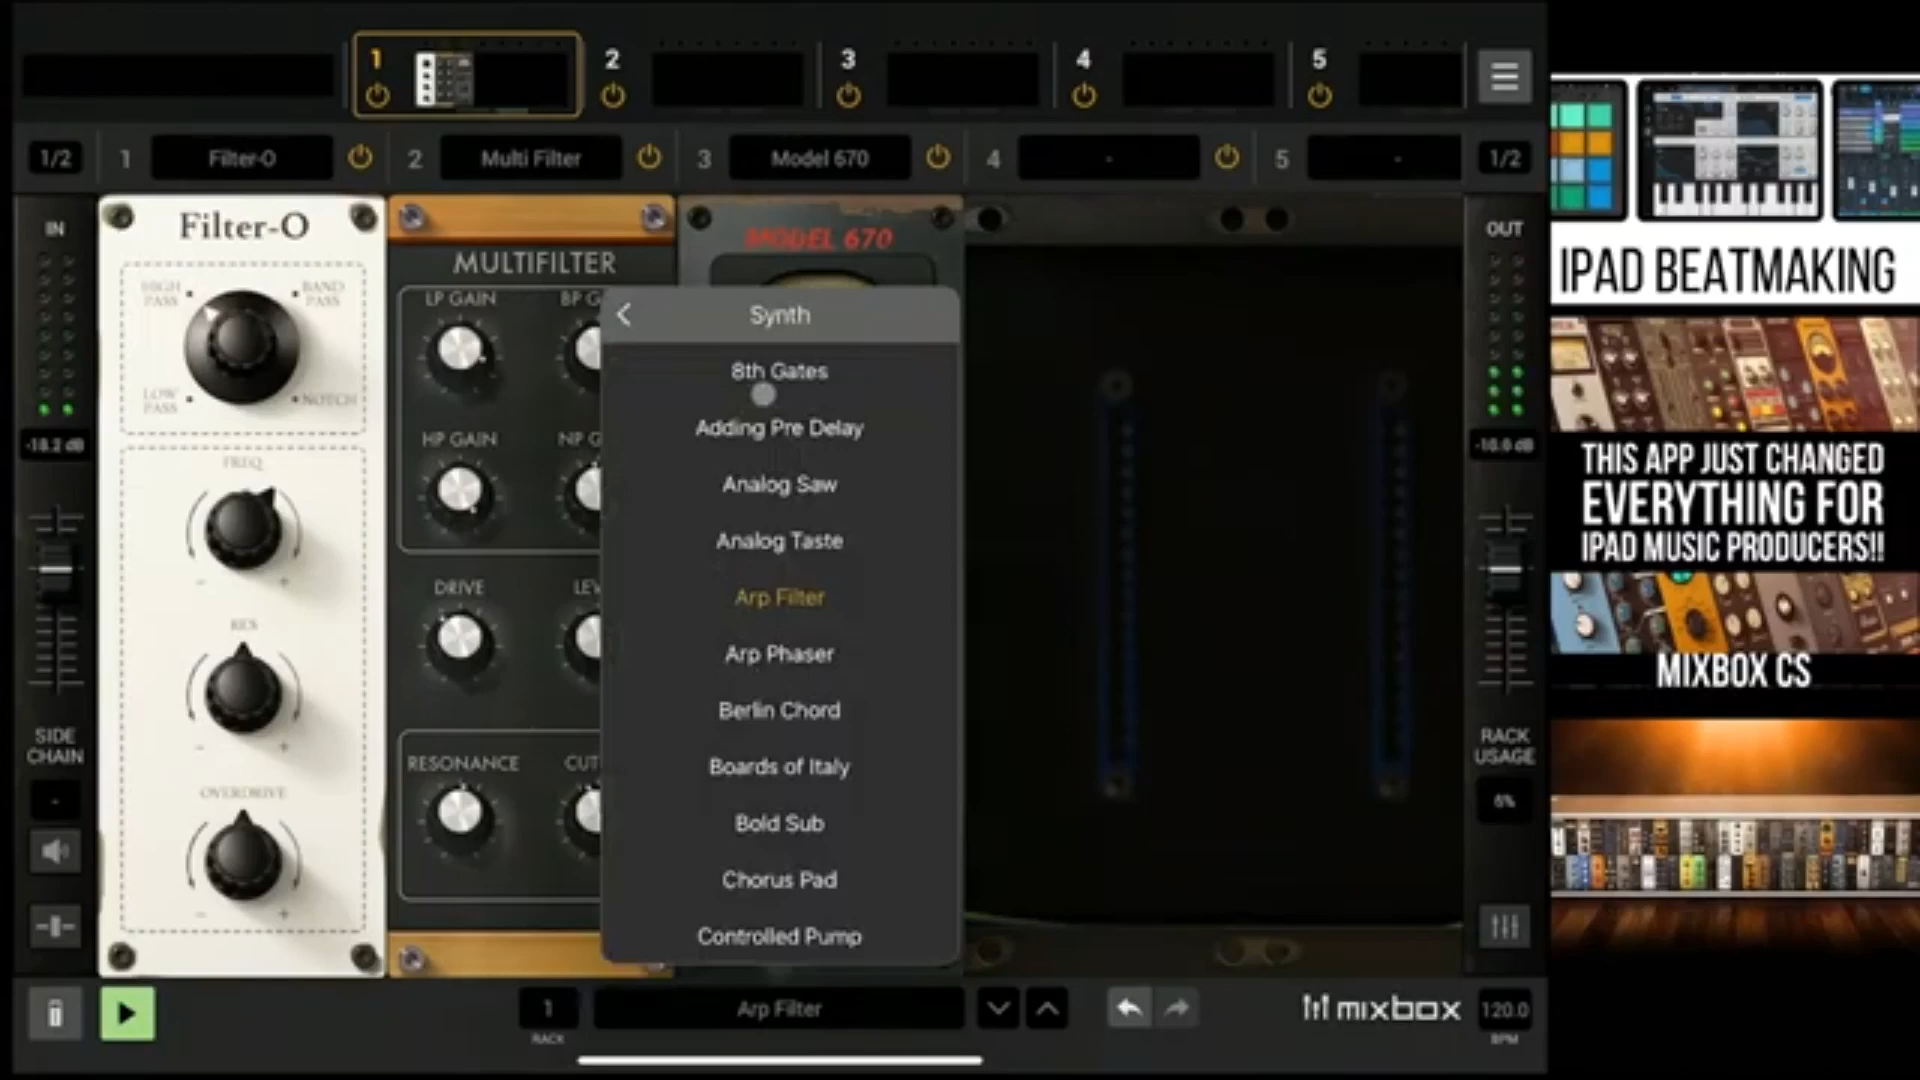 1
2
3
4
5
1/2
1
Filter-O
2
Multi Filter
3
Model 670
4
-
5
-
1/2
IN
Filter-O
HIGH PASS
BAND PASS
LOW PASS
NOTCH
FREQ
- +
RES
- +
OVERDRIVE
- +
MULTIFILTER
LP GAIN
BP G
HP GAIN
NP G
DRIVE
LEV
RESONANCE
CUT
MODEL 670
Synth
8th Gates
Adding Pre Delay
Analog Saw
Analog Taste
Arp Filter
Arp Phaser
Berlin Chord
Boards of Italy
Bold Sub
Chorus Pad
Controlled Pump
-18.2 dB
SIDE
CHAIN
-
OUT
RACK
USAGE
6%
1
RACK
Arp Filter
mixbox
120.0
BPM
IPAD BEATMAKING
THIS APP JUST CHANGED
EVERYTHING FOR
IPAD MUSIC PRODUCERS!!
MIXBOX CS